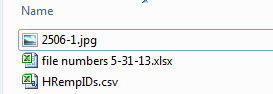 Name
2506-1.jpg
file numbers 5-31-13.xlsx
HRempIDs.csv